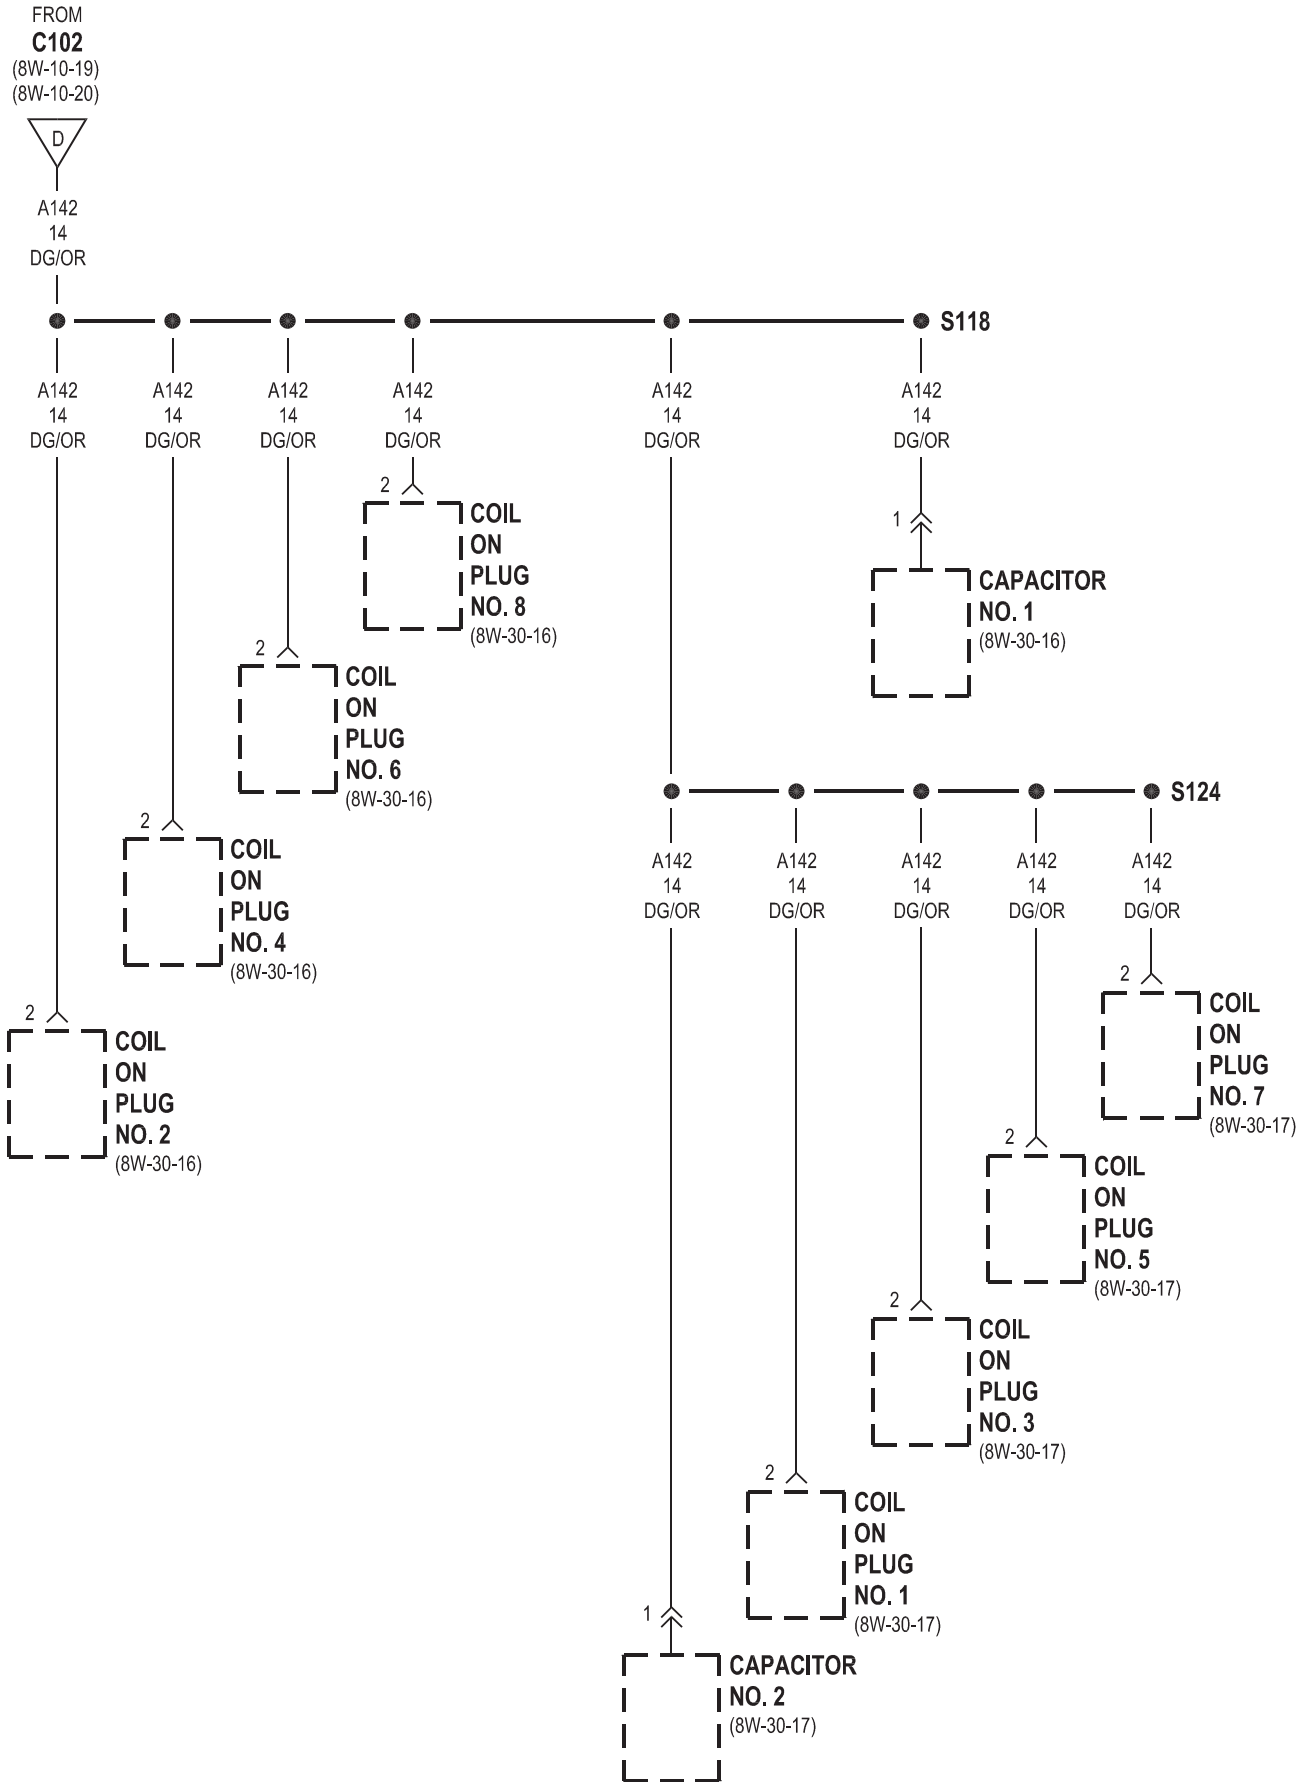 FROM
C102
(8W-10-19)
(8W-10-20)
D
A142
14
DG/OR
S118
A142
14
DG/OR
A142
14
DG/OR
A142
14
DG/OR
A142
14
DG/OR
A142
14
DG/OR
A142
14
DG/OR
2
COIL
ON
PLUG
NO. 8
(8W-30-16)
1
CAPACITOR
NO. 1
(8W-30-16)
2
COIL
ON
PLUG
NO. 6
(8W-30-16)
S124
2
COIL
ON
PLUG
NO. 4
(8W-30-16)
A142
14
DG/OR
A142
14
DG/OR
A142
14
DG/OR
A142
14
DG/OR
A142
14
DG/OR
2
COIL
ON
PLUG
NO. 7
(8W-30-17)
2
COIL
ON
PLUG
NO. 2
(8W-30-16)
2
COIL
ON
PLUG
NO. 5
(8W-30-17)
2
COIL
ON
PLUG
NO. 3
(8W-30-17)
2
COIL
ON
PLUG
NO. 1
(8W-30-17)
1
CAPACITOR
NO. 2
(8W-30-17)